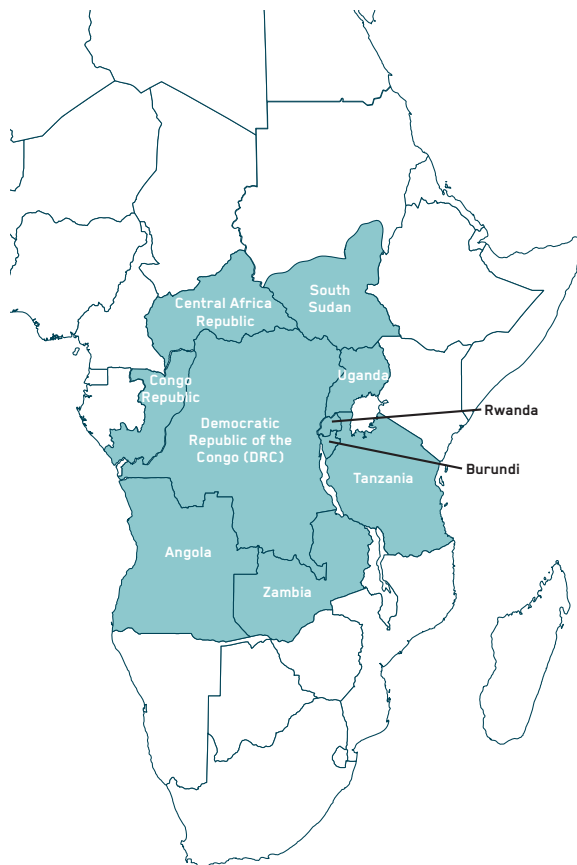 South
Sudan
Central Africa
Republic
Uganda
Congo
Republic
Rwanda
Democratic
Republic of the
Congo (DRC)
Burundi
Tanzania
Angola
Zambia